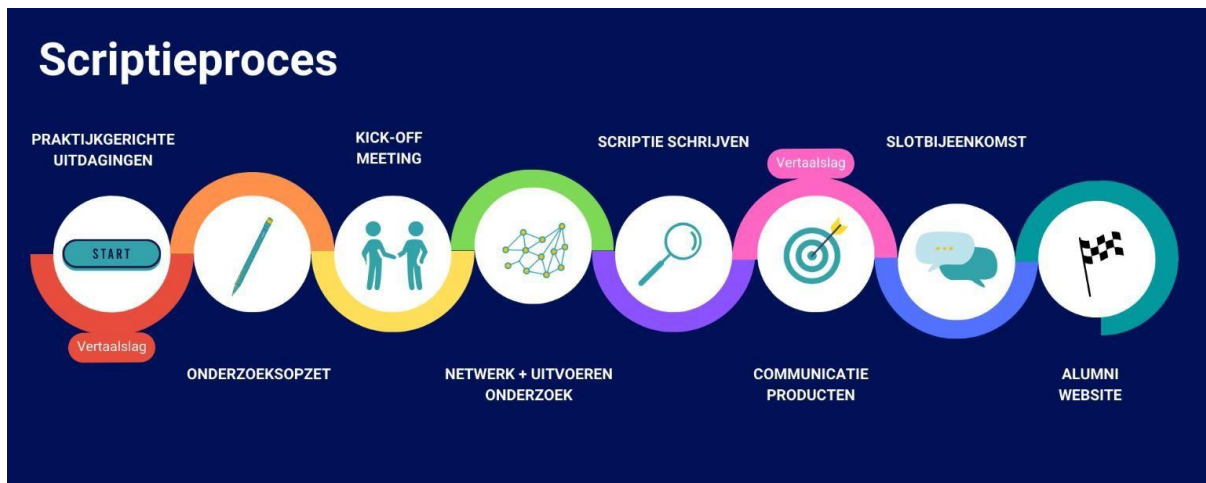 Scriptieproces
PRAKTIJKGERICHTE
UITDAGINGEN
START
Vertaalslag
ONDERZOEKSOPZET
KICK-OFF
MEETING
NETWERK + UITVOEREN
ONDERZOEK
SCRIPTIE SCHRIJVEN
Vertaalslag
COMMUNICATIE
PRODUCTEN
SLOTBIJEENKOMST
ALUMNI
WEBSITE